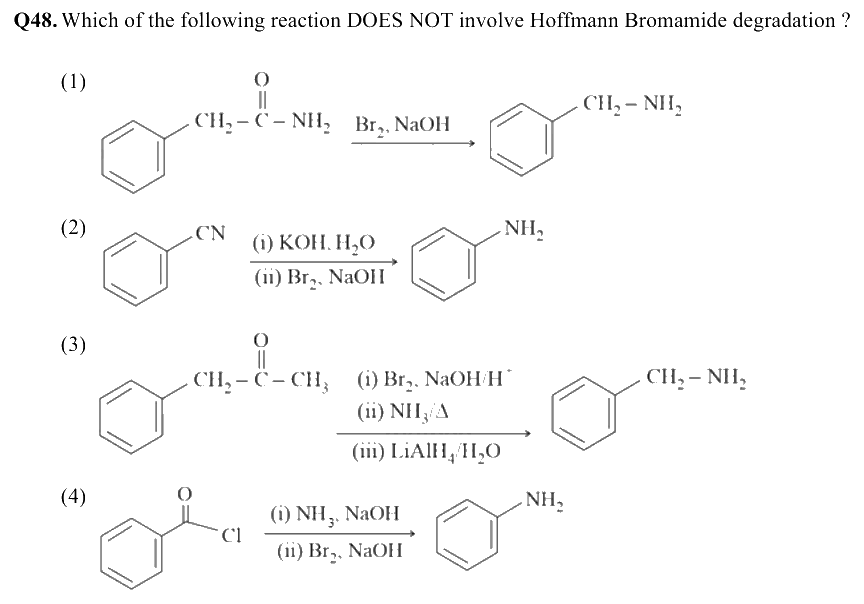 Q48. Which of the following reaction DOES NOT involve Hoffmann Bromamide degradation ?
(1)
O
CH₂ – C – NH₂ Br₂, NaOH CH₂ – NH₂
(2)
CN (i) KOH, H₂O NH₂
(ii) Br₂, NaOH
(3)
O
CH₂ – C – CH₃ (i) Br₂, NaOH/H⁺ CH₂ – NH₂
(ii) NH₃/Δ
(iii) LiAlH₄/H₂O
(4)
O
Cl (i) NH₃, NaOH NH₂
(ii) Br₂, NaOH